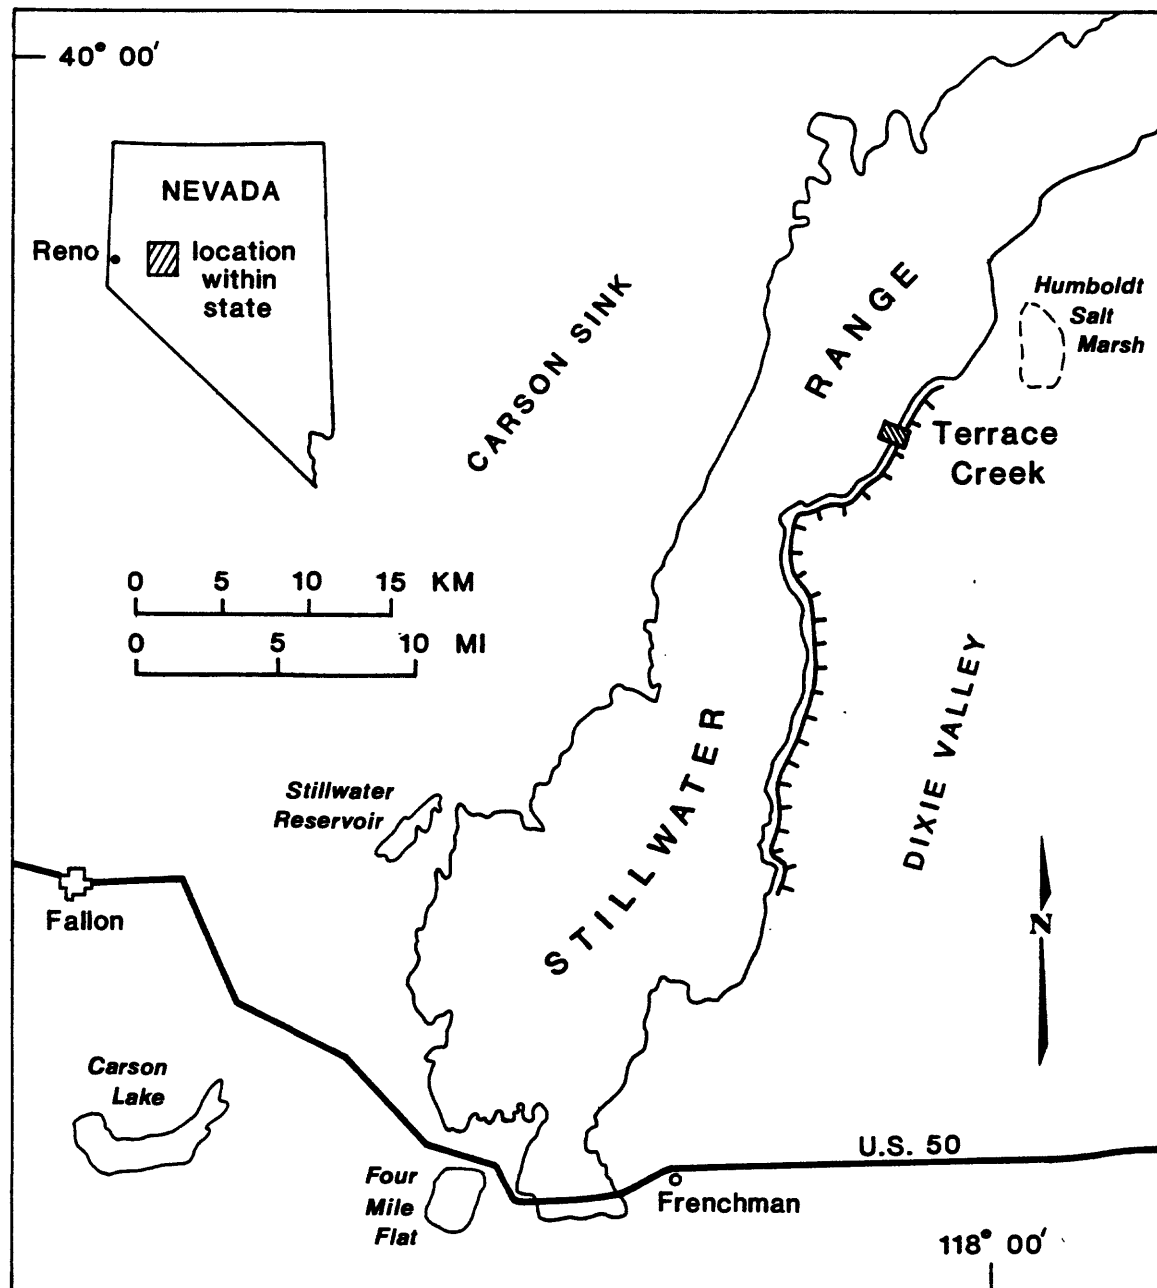 40° 00'
NEVADA
Reno
location
within
state
CARSON SINK
RANGE
Humboldt
Salt
Marsh
Terrace
Creek
0 5 10 15 KM
0 5 10 MI
STILLWATER
DIXIE VALLEY
Stillwater
Reservoir
Fallon
N
Carson
Lake
U.S. 50
Four
Mile
Flat
Frenchman
118° 00'